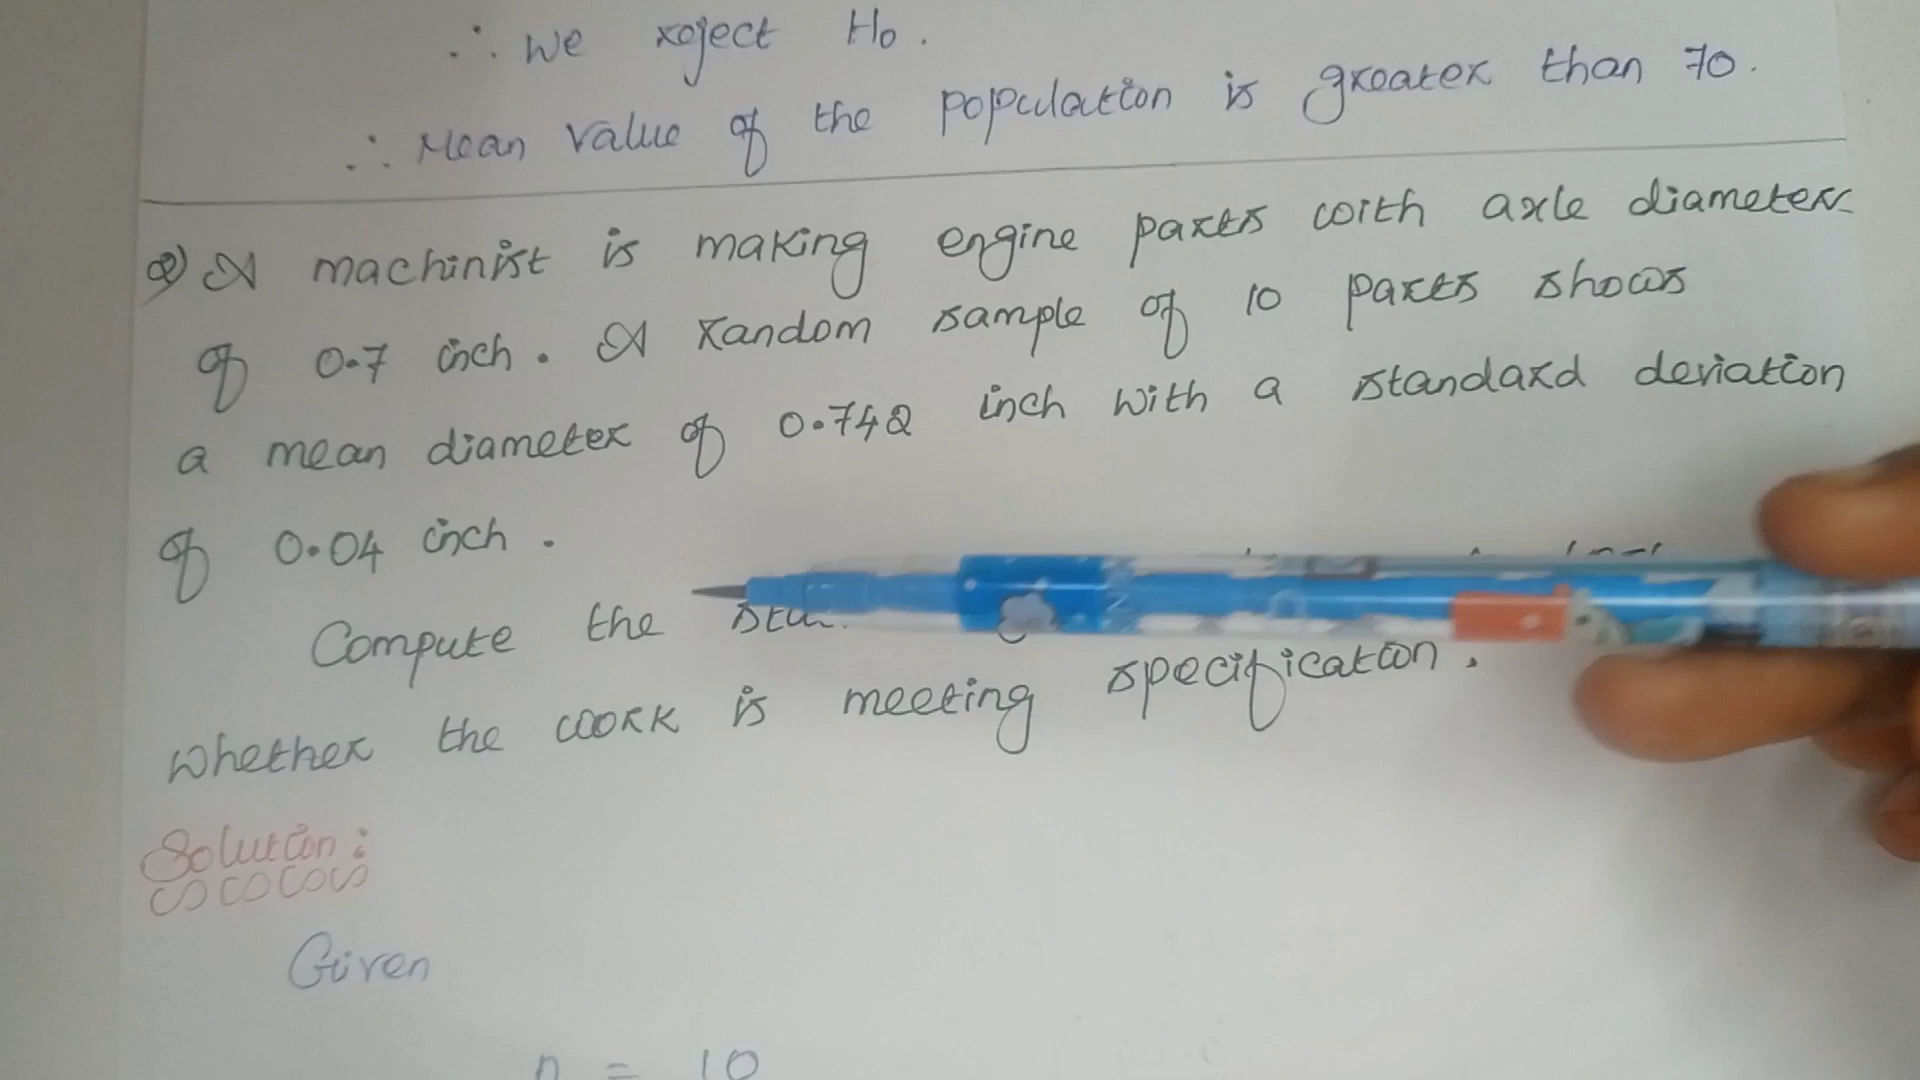 ∴ We reject H0.
∴ Mean value of the population is greater than 70.
2) A machinist is making engine parts with axle diameter
of 0.7 inch. A random sample of 10 parts shows
a mean diameter of 0.742 inch with a standard deviation
of 0.04 inch.
Compute the
whether the work is meeting specification.
Solution:
Given
n = 10